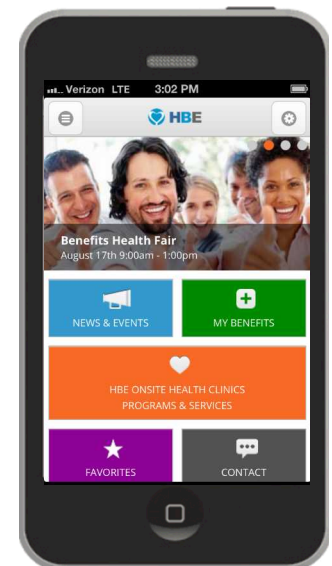 Verizon LTE 3:02 PM
HBE
Benefits Health Fair
August 17th 9:00am - 1:00pm
NEWS & EVENTS
MY BENEFITS
HBE ONSITE HEALTH CLINICS
PROGRAMS & SERVICES
FAVORITES
CONTACT